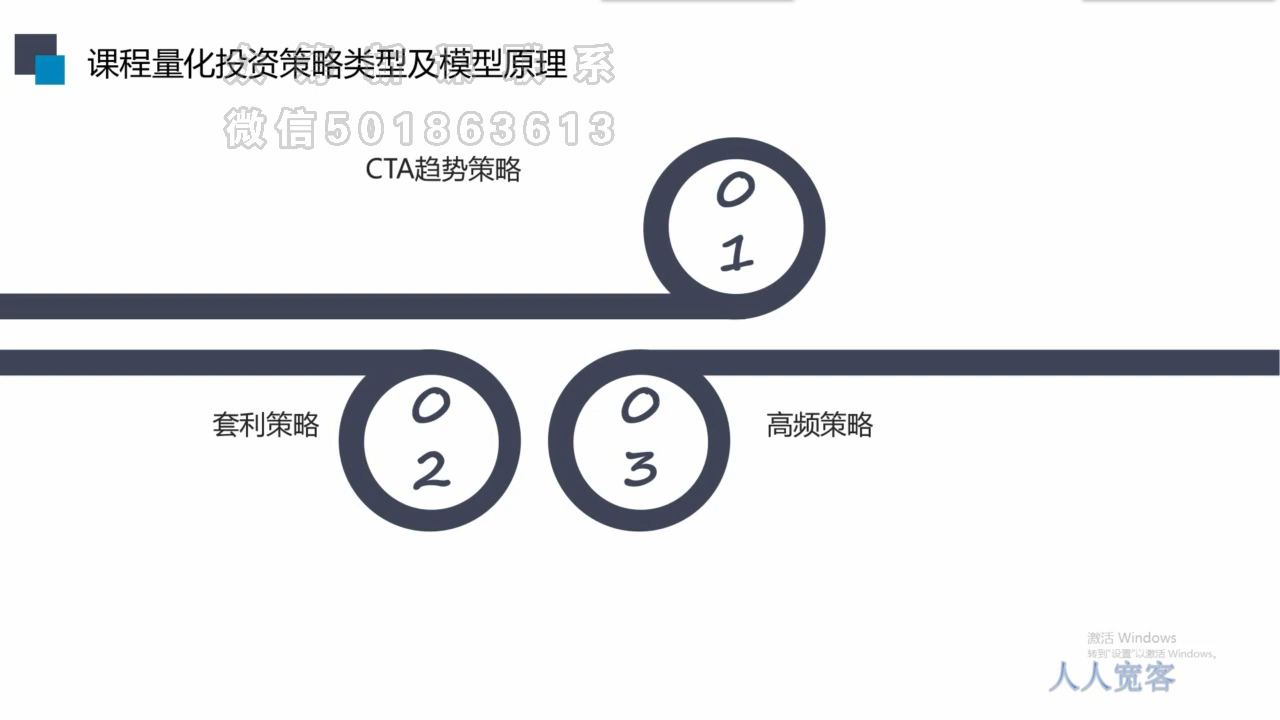 课程量化投资策略类型及模型原理
微信501863613
CTA趋势策略
0
1
套利策略
0
2
0
3
高频策略
激活 Windows
转到"设置"以激活 Windows。
人人宽客